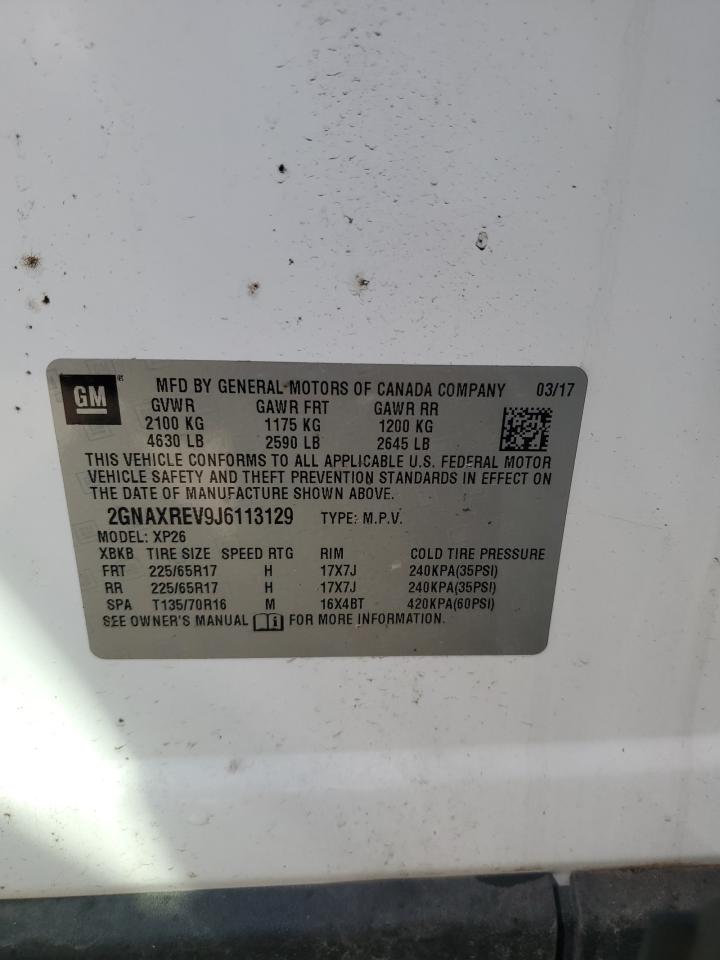 GM ® MFD BY GENERAL MOTORS OF CANADA COMPANY 03/17
GVWR GAWR FRT GAWR RR
2100 KG 1175 KG 1200 KG
4630 LB 2590 LB 2645 LB
THIS VEHICLE CONFORMS TO ALL APPLICABLE U.S. FEDERAL MOTOR
VEHICLE SAFETY AND THEFT PREVENTION STANDARDS IN EFFECT ON
THE DATE OF MANUFACTURE SHOWN ABOVE.
2GNAXREV9J6113129 TYPE: M.P.V.
MODEL: XP26
XBKB TIRE SIZE SPEED RTG RIM COLD TIRE PRESSURE
FRT 225/65R17 H 17X7J 240KPA(35PSI)
RR 225/65R17 H 17X7J 240KPA(35PSI)
SPA T135/70R16 M 16X4BT 420KPA(60PSI)
SEE OWNER'S MANUAL FOR MORE INFORMATION.